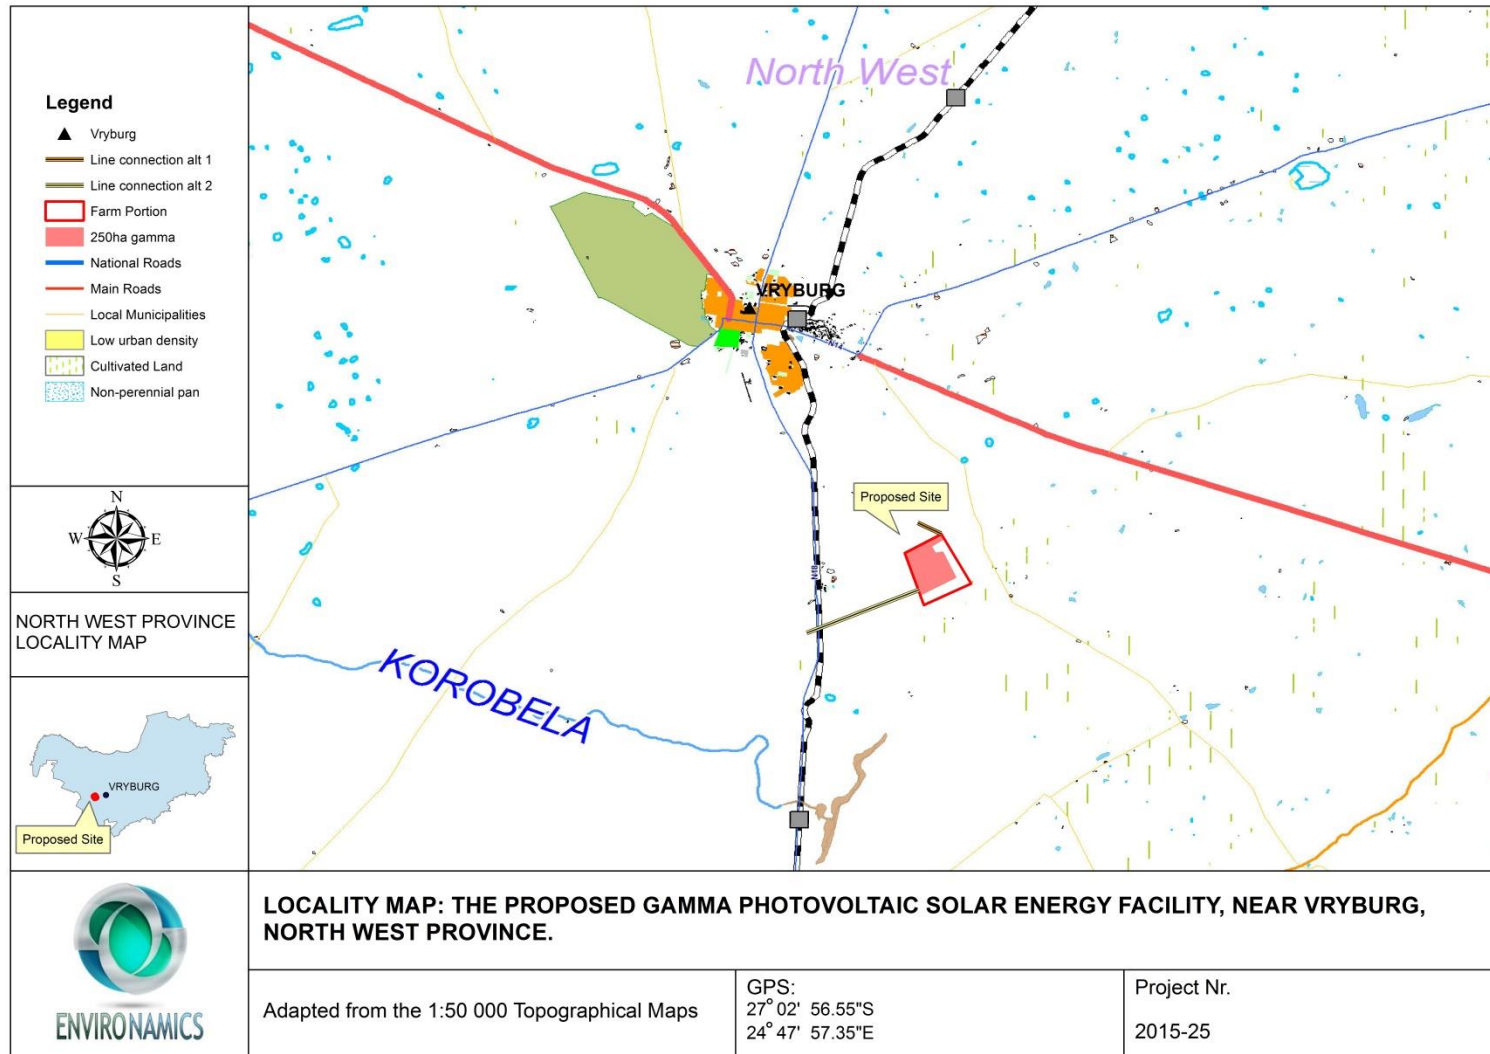 Legend
Vryburg
Line connection alt 1
Line connection alt 2
Farm Portion
250ha gamma
National Roads
Main Roads
Local Municipalities
Low urban density
Cultivated Land
Non-perennial pan
N
W
E
S
NORTH WEST PROVINCE
LOCALITY MAP
VRYBURG
Proposed Site
ENVIRONAMICS
North West
VRYBURG
N14
Proposed Site
N18
KOROBELA
LOCALITY MAP: THE PROPOSED GAMMA PHOTOVOLTAIC SOLAR ENERGY FACILITY, NEAR VRYBURG,
NORTH WEST PROVINCE.
Adapted from the 1:50 000 Topographical Maps
GPS:
27° 02' 56.55"S
24° 47' 57.35"E
Project Nr.
2015-25